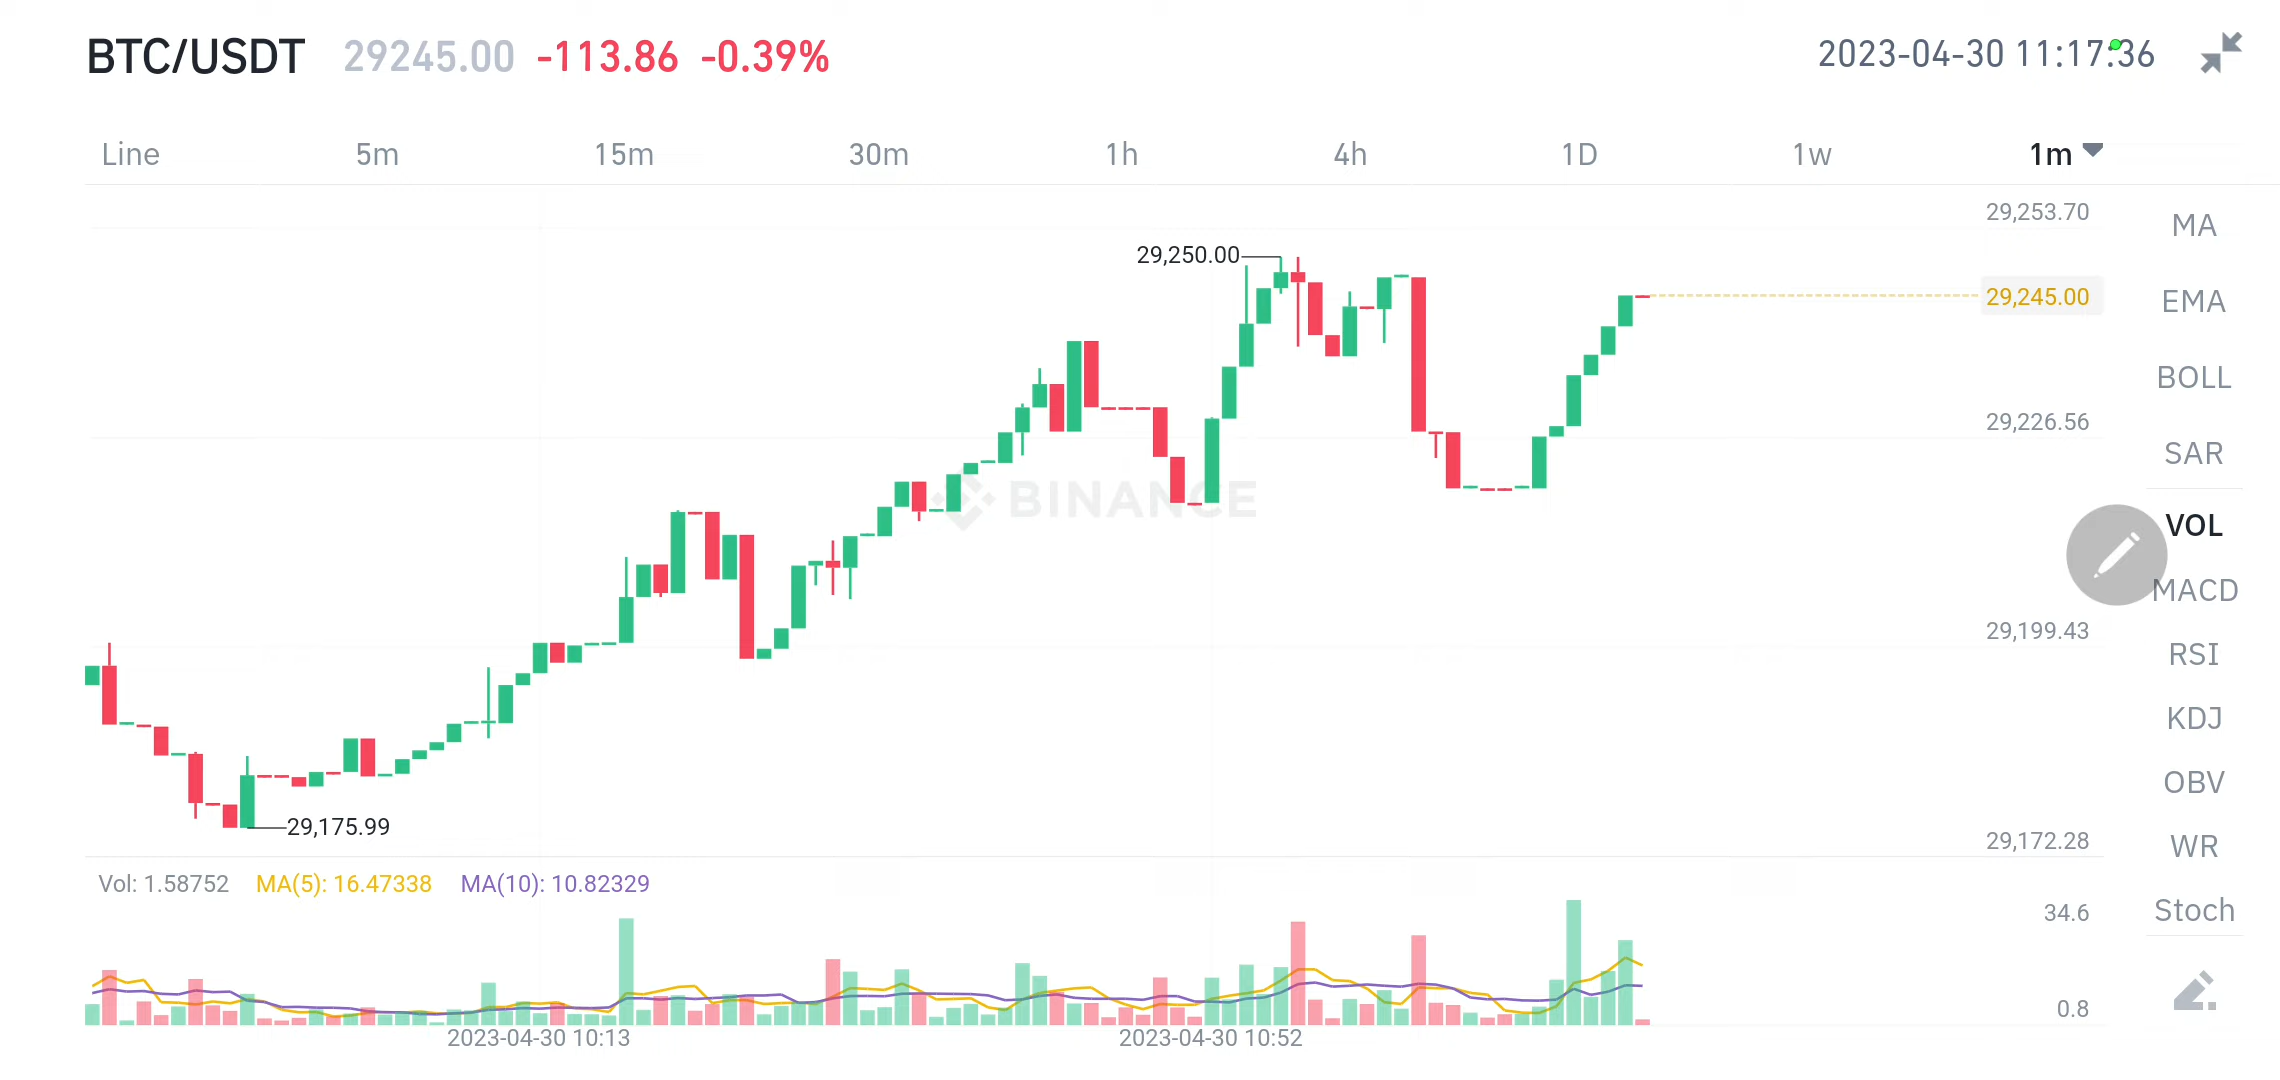 BTC/USDT 29245.00 -113.86 -0.39% 2023-04-30 11:17:36
Line 5m 15m 30m 1h 4h 1D 1w 1m
29,253.70
MA
29,250.00
EMA
29,245.00
BOLL
29,226.56
SAR
BINANCE
VOL
MACD
29,199.43
RSI
KDJ
OBV
29,175.99
29,172.28
WR
Vol: 1.58752 MA(5): 16.47338 MA(10): 10.82329
34.6
Stoch
0.8
2023-04-30 10:13 2023-04-30 10:52